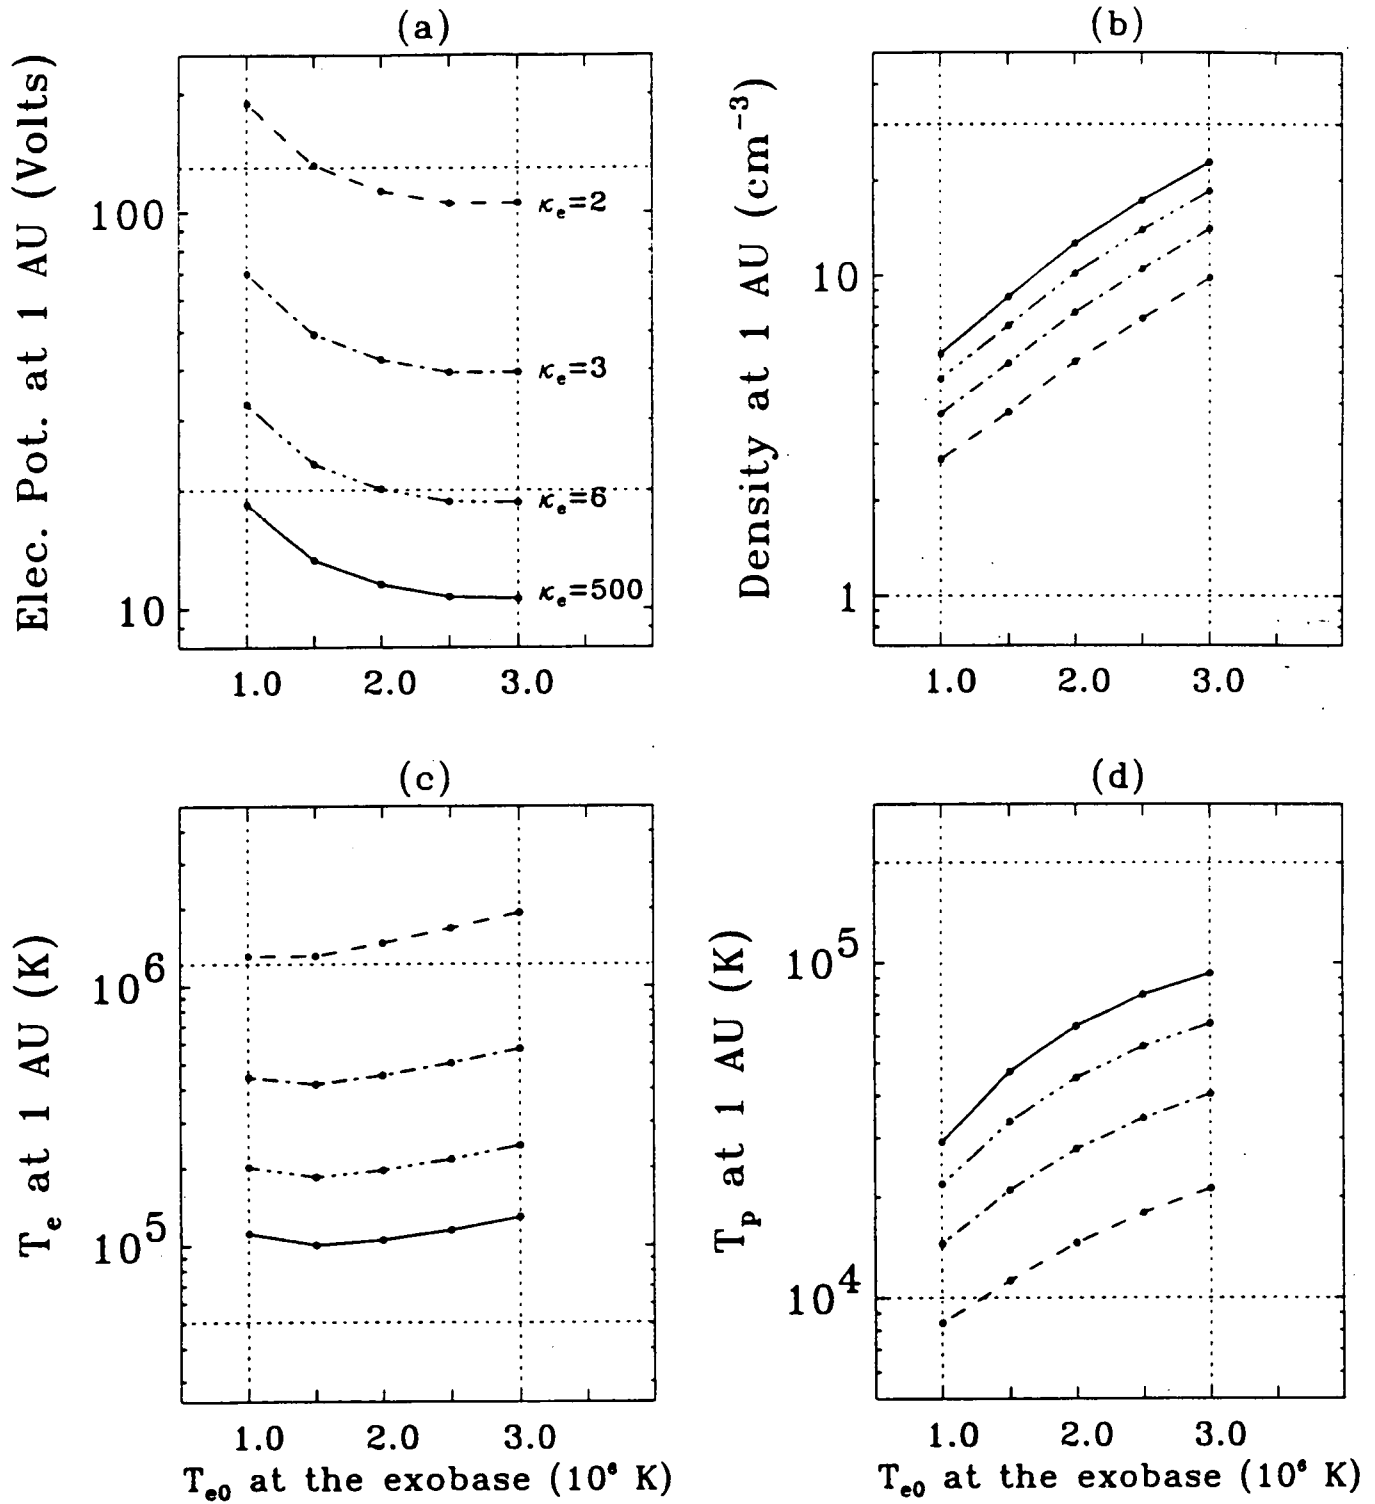 (a)
Elec. Pot. at 1 AU (Volts)
100
10
κe=2
κe=3
κe=6
κe=500
1.0 2.0 3.0
(b)
Density at 1 AU (cm⁻³)
10
1
1.0 2.0 3.0
(c)
Te at 1 AU (K)
10⁶
10⁵
1.0 2.0 3.0
Te0 at the exobase (10⁶ K)
(d)
Tp at 1 AU (K)
10⁵
10⁴
1.0 2.0 3.0
Te0 at the exobase (10⁶ K)